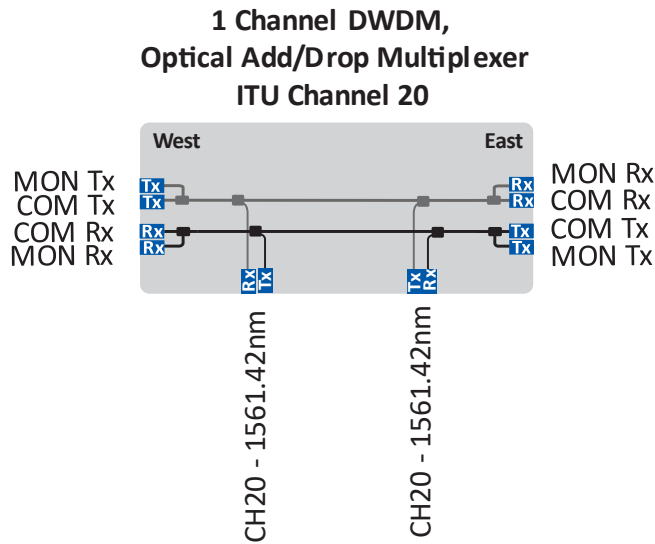 1 Channel DWDM,
Optical Add/Drop Multiplexer
ITU Channel 20
West
East
MON Tx
Tx
Rx
MON Rx
COM Tx
Tx
Rx
COM Rx
COM Rx
Rx
Tx
COM Tx
MON Rx
Rx
Tx
MON Tx
Rx
Tx
Tx
Rx
CH20 - 1561.42nm
CH20 - 1561.42nm